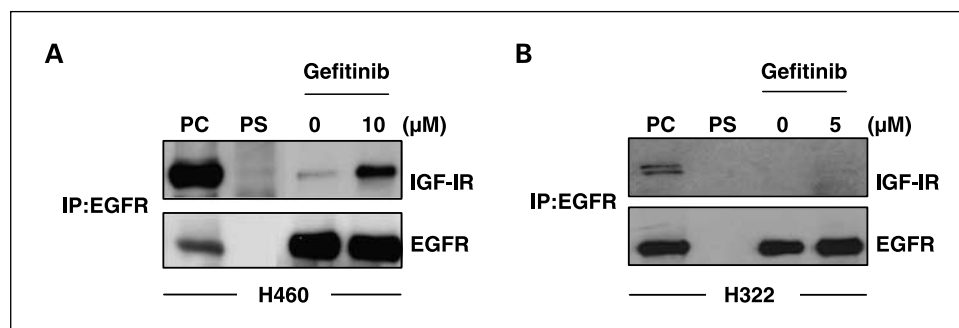 A
Gefitinib
PC PS 0 10 (µM)
IP:EGFR
IGF-IR
EGFR
H460
B
Gefitinib
PC PS 0 5 (µM)
IP:EGFR
IGF-IR
EGFR
H322